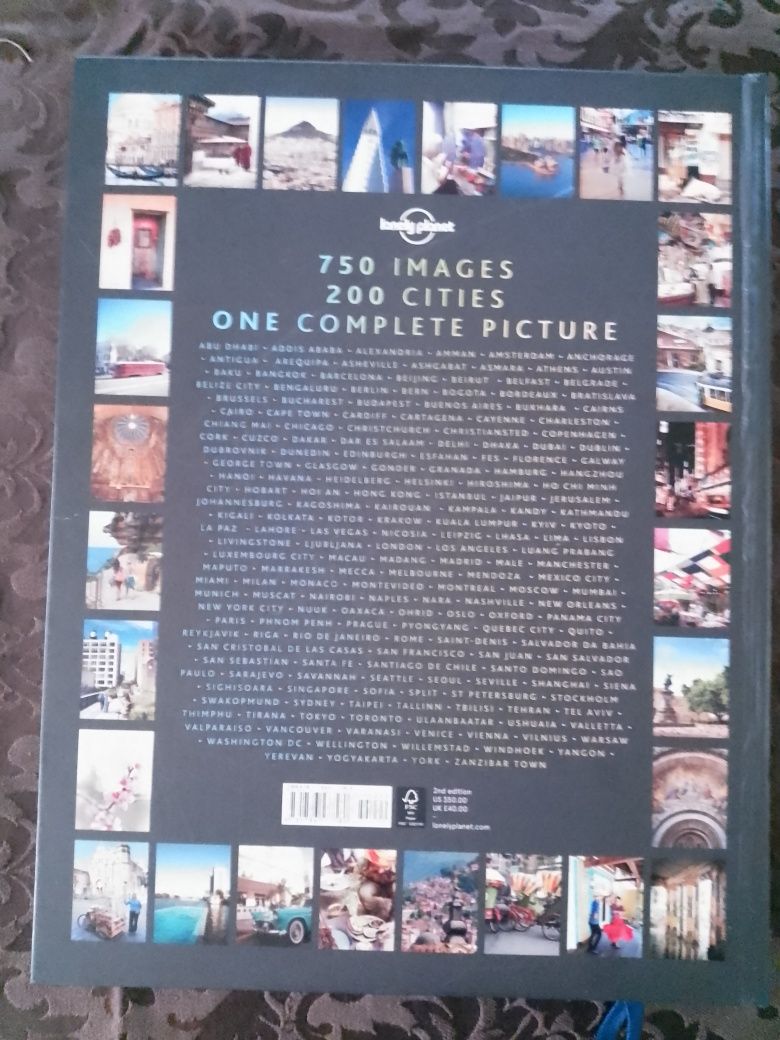 lonely planet
750 IMAGES
200 CITIES
ONE COMPLETE PICTURE
ABU DHABI - ADDIS ABABA - ALEXANDRIA - AMMAN - AMSTERDAM - ANCHORAGE
- ANTIGUA - AREQUIPA - ASHEVILLE - ASHGABAT - ASMARA - ATHENS - AUSTIN
- BAKU - BANGKOK - BARCELONA - BEIJING - BEIRUT - BELFAST - BELGRADE -
BELIZE CITY - BENGALURU - BERLIN - BERN - BOGOTA - BORDEAUX - BRATISLAVA
- BRUSSELS - BUCHAREST - BUDAPEST - BUENOS AIRES - BUKHARA - CAIRNS
- CAIRO - CAPE TOWN - CARDIFF - CARTAGENA - CAYENNE - CHARLESTON -
CHIANG MAI - CHICAGO - CHRISTCHURCH - CHRISTIANSTED - COPENHAGEN -
CORK - CUZCO - DAKAR - DAR ES SALAAM - DELHI - DHAKA - DUBAI - DUBLIN -
DUBROVNIK - DUNEDIN - EDINBURGH - ESFAHAN - FES - FLORENCE - GALWAY
- GEORGE TOWN - GLASGOW - GONDER - GRANADA - HAMBURG - HANGZHOU
- HANOI - HAVANA - HEIDELBERG - HELSINKI - HIROSHIMA - HO CHI MINH
CITY - HOBART - HOI AN - HONG KONG - ISTANBUL - JAIPUR - JERUSALEM -
JOHANNESBURG - KAGOSHIMA - KAIROUAN - KAMPALA - KANDY - KATHMANDU
- KIGALI - KOLKATA - KOTOR - KRAKOW - KUALA LUMPUR - KYIV - KYOTO -
LA PAZ - LAHORE - LAS VEGAS - NICOSIA - LEIPZIG - LHASA - LIMA - LISBON
- LIVINGSTONE - LJUBLJANA - LONDON - LOS ANGELES - LUANG PRABANG
- LUXEMBOURG CITY - MACAU - MADANG - MADRID - MALE - MANCHESTER -
MAPUTO - MARRAKESH - MECCA - MELBOURNE - MENDOZA - MEXICO CITY -
MIAMI - MILAN - MONACO - MONTEVIDEO - MONTREAL - MOSCOW - MUMBAI -
MUNICH - MUSCAT - NAIROBI - NAPLES - NARA - NASHVILLE - NEW ORLEANS -
NEW YORK CITY - NUUK - OAXACA - OHRID - OSLO - OXFORD - PANAMA CITY
- PARIS - PHNOM PENH - PRAGUE - PYONGYANG - QUEBEC CITY - QUITO -
REYKJAVIK - RIGA - RIO DE JANEIRO - ROME - SAINT-DENIS - SALVADOR DA BAHIA
- SAN CRISTOBAL DE LAS CASAS - SAN FRANCISCO - SAN JUAN - SAN SALVADOR
- SAN SEBASTIAN - SANTA FE - SANTIAGO DE CHILE - SANTO DOMINGO - SAO
PAULO - SARAJEVO - SAVANNAH - SEATTLE - SEOUL - SEVILLE - SHANGHAI - SIENA
- SIGHISOARA - SINGAPORE - SOFIA - SPLIT - ST PETERSBURG - STOCKHOLM
- SWAKOPMUND - SYDNEY - TAIPEI - TALLINN - TBILISI - TEHRAN - TEL AVIV -
THIMPHU - TIRANA - TOKYO - TORONTO - ULAANBAATAR - USHUAIA - VALLETTA -
VALPARAISO - VANCOUVER - VARANASI - VENICE - VIENNA - VILNIUS - WARSAW
- WASHINGTON DC - WELLINGTON - WILLEMSTAD - WINDHOEK - YANGON -
YEREVAN - YOGYAKARTA - YORK - ZANZIBAR TOWN
FSC
2nd edition
US $50.00
UK £40.00
lonelyplanet.com